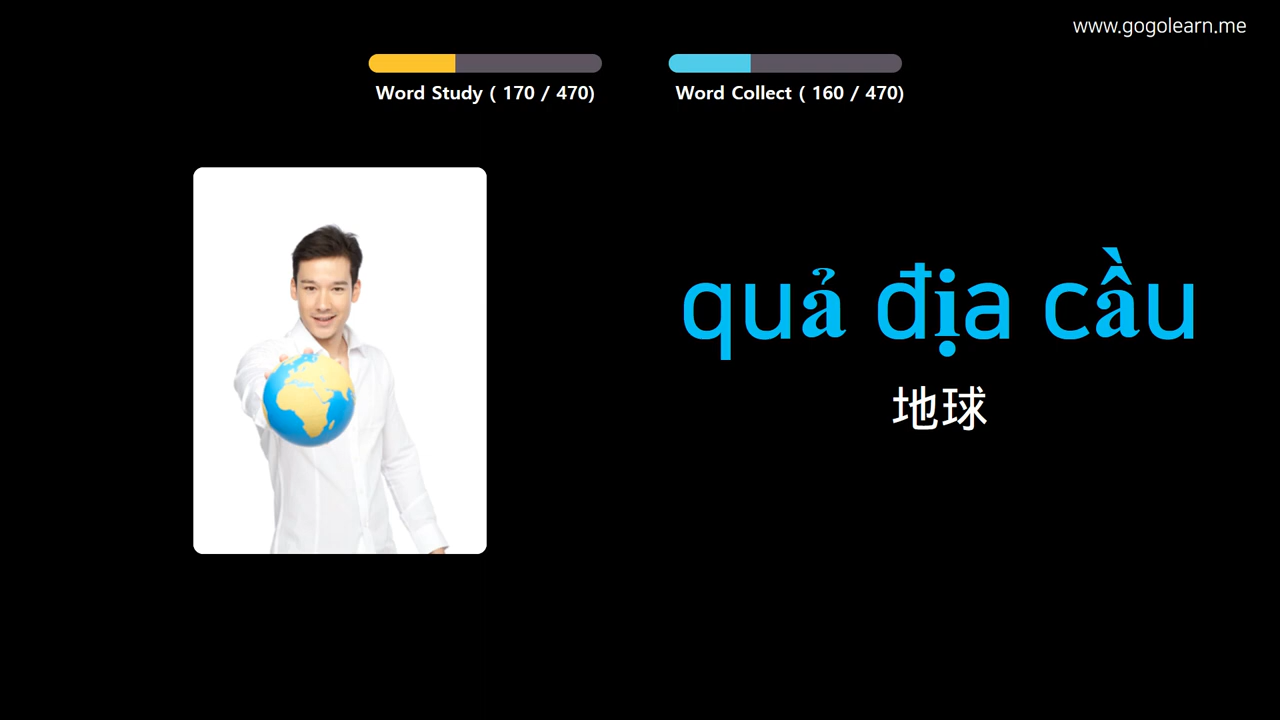 www.gogolearn.me
Word Study ( 170 / 470)
Word Collect ( 160 / 470)
quả địa cầu
地球